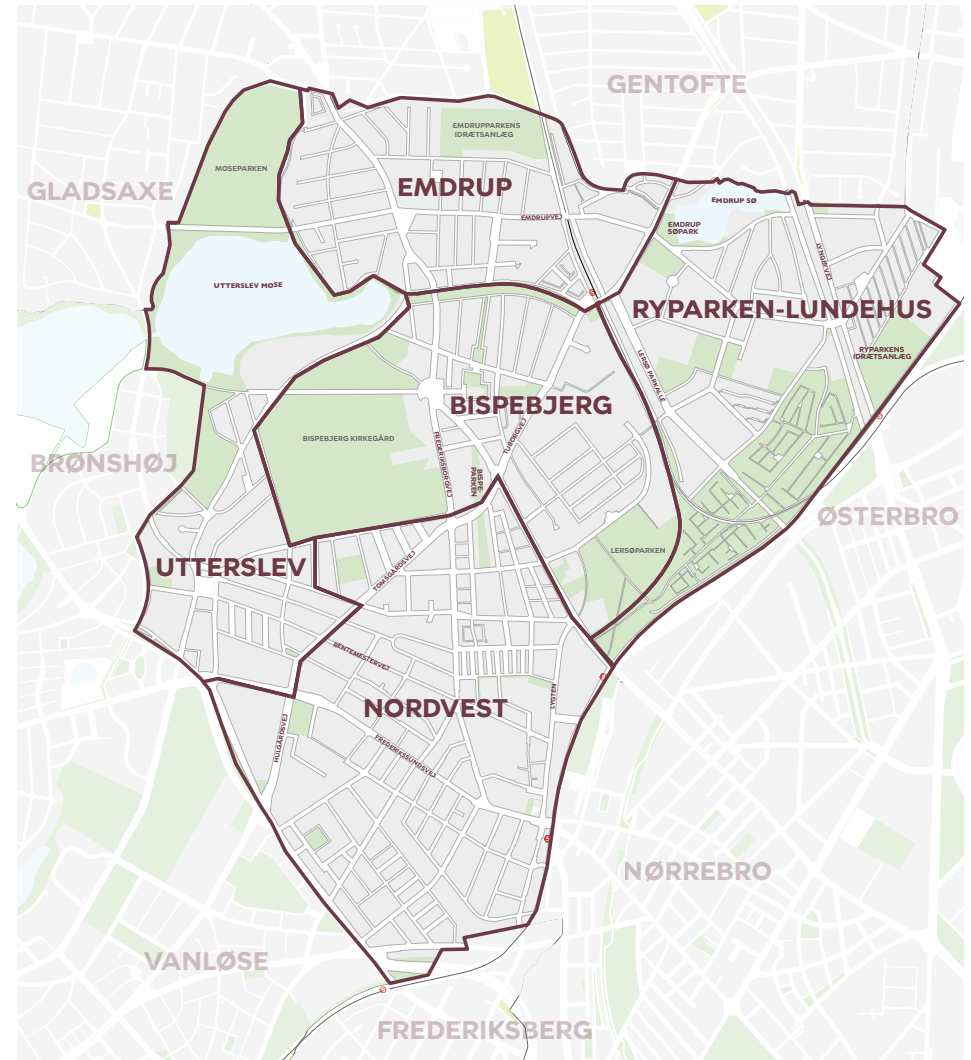 GENTOFTE
EMDRUPPARKENS
IDRÆTSANLÆG
MOSEPARKEN
GLADSAXE
EMDRUP
EMDRUP SØ
EMDRUPVEJ
EMDRUP
SØPARK
LYNGBYVEJ
UTTERSLEV MOSE
RYPARKEN-LUNDEHUS
RYPARKENS
IDRÆTSANLÆG
LERSØ PARKALLE
BISPEBJERG
BISPEBJERG KIRKEGÅRD
FREDERIKSBORGVEJ
TUBORGVEJ
BISPE-
PARKEN
BRØNSHØJ
ØSTERBRO
LERSØPARKEN
UTTERSLEV
TOMSGÅRDSVEJ
RENTEMESTERVEJ
LYGTEN
NORDVEST
HULGÅRDSVEJ
FREDERIKSSUNDSVEJ
NØRREBRO
VANLØSE
FREDERIKSBERG